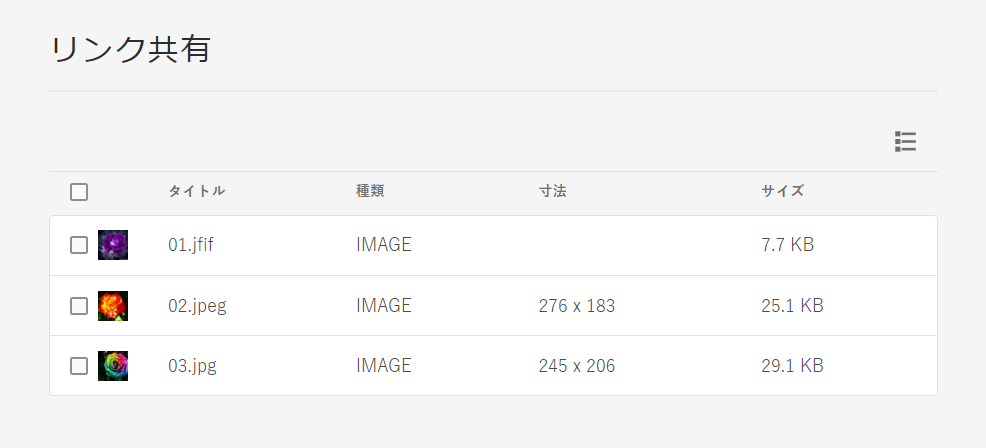 リンク共有
タイトル 種類 寸法 サイズ
01.jfif IMAGE 7.7 KB
02.jpeg IMAGE 276 x 183 25.1 KB
03.jpg IMAGE 245 x 206 29.1 KB